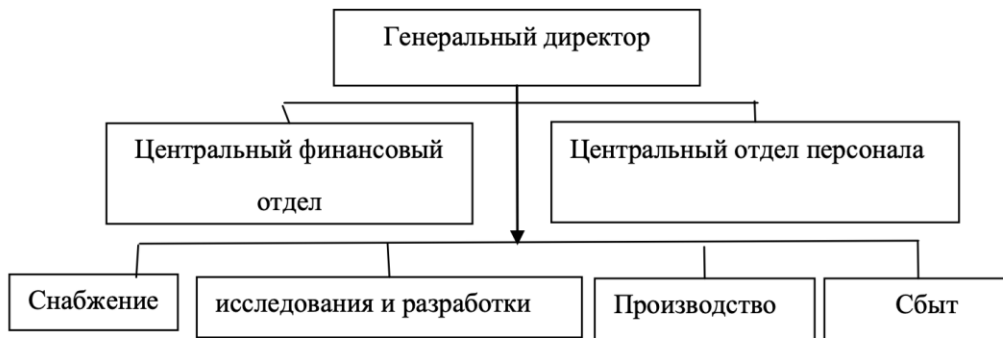 Генеральный директор
Центральный финансовый
отдел
Центральный отдел персонала
Снабжение
исследования и разработки
Производство
Сбыт